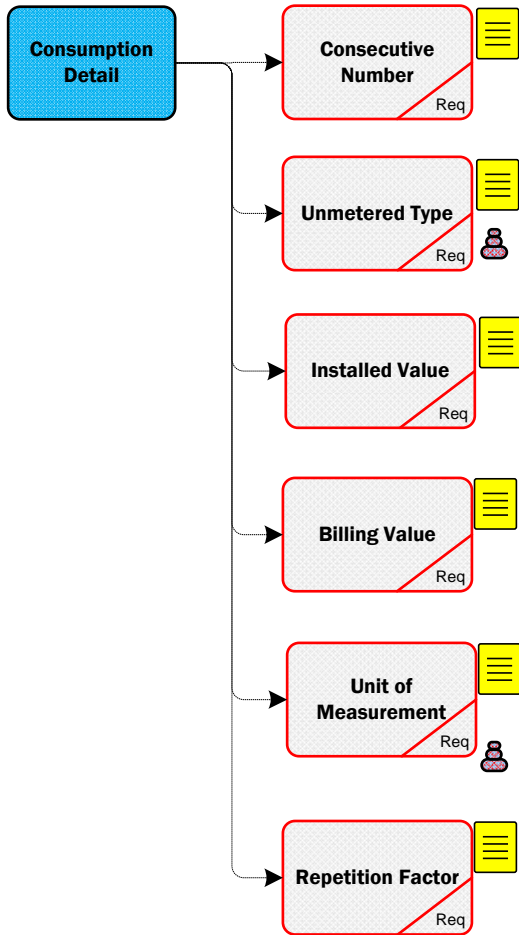 Consumption
Detail
Consecutive
Number
Req
Unmetered Type
Req
Installed Value
Req
Billing Value
Req
Unit of
Measurement
Req
Repetition Factor
Req